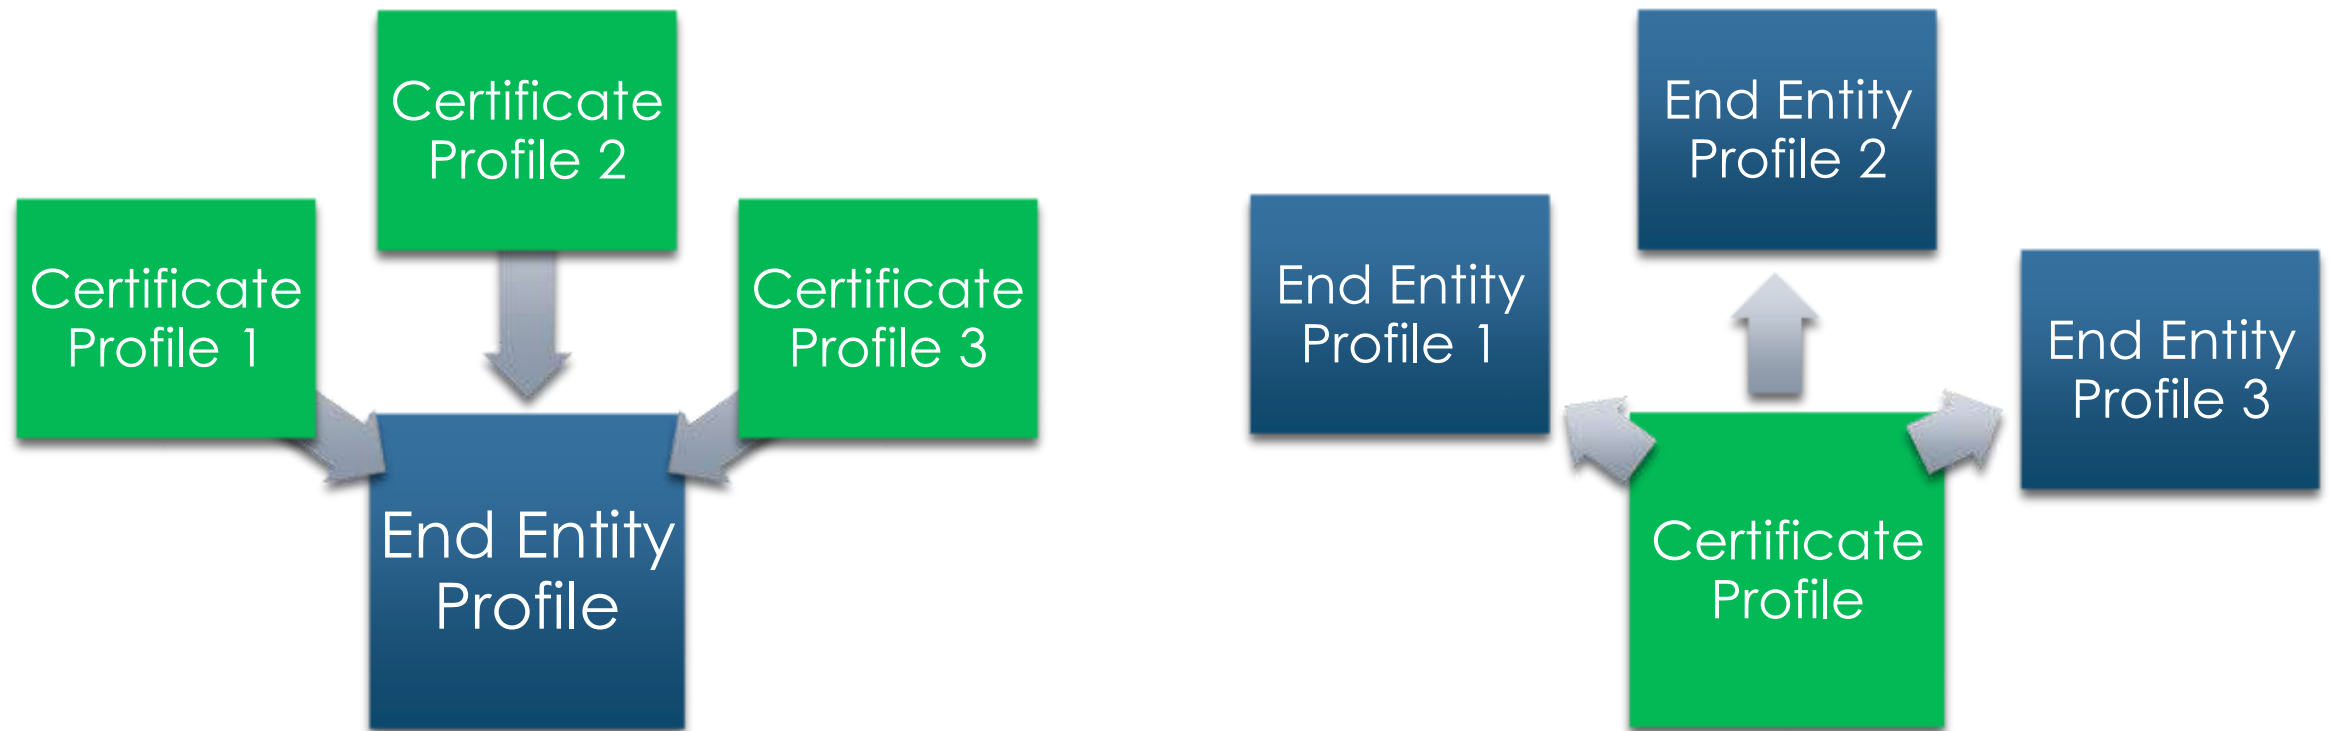 Certificate
Profile 2
Certificate
Profile 1
Certificate
Profile 3
End Entity
Profile
End Entity
Profile 2
End Entity
Profile 1
End Entity
Profile 3
Certificate
Profile